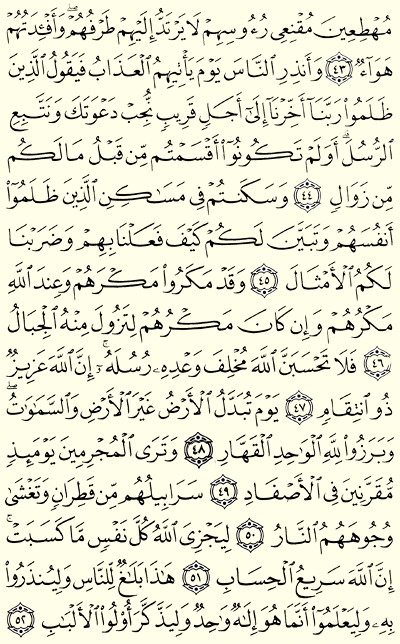 مُهْطِعِينَ مُقْنِعِى رُءُوسِهِمْ لَا يَرْتَدُّ إِلَيْهِمْ طَرْفُهُمْ ۖ وَأَفْـِٔدَتُهُمْ
هَوَآءٌ ﴿٤٣﴾ وَأَنذِرِ ٱلنَّاسَ يَوْمَ يَأْتِيهِمُ ٱلْعَذَابُ فَيَقُولُ ٱلَّذِينَ
ظَلَمُوا۟ رَبَّنَآ أَخِّرْنَآ إِلَىٰٓ أَجَلٍ قَرِيبٍ نُّجِبْ دَعْوَتَكَ وَنَتَّبِعِ
ٱلرُّسُلَ ۗ أَوَلَمْ تَكُونُوٓا۟ أَقْسَمْتُم مِّن قَبْلُ مَا لَكُم
مِّن زَوَالٍ ﴿٤٤﴾ وَسَكَنتُمْ فِى مَسَـٰكِنِ ٱلَّذِينَ ظَلَمُوٓا۟
أَنفُسَهُمْ وَتَبَيَّنَ لَكُمْ كَيْفَ فَعَلْنَا بِهِمْ وَضَرَبْنَا
لَكُمُ ٱلْأَمْثَالَ ﴿٤٥﴾ وَقَدْ مَكَرُوا۟ مَكْرَهُمْ وَعِندَ ٱللَّهِ
مَكْرُهُمْ وَإِن كَانَ مَكْرُهُمْ لِتَزُولَ مِنْهُ ٱلْجِبَالُ
﴿٤٦﴾ فَلَا تَحْسَبَنَّ ٱللَّهَ مُخْلِفَ وَعْدِهِۦ رُسُلَهُۥٓ ۗ إِنَّ ٱللَّهَ عَزِيزٌ
ذُو ٱنتِقَامٍ ﴿٤٧﴾ يَوْمَ تُبَدَّلُ ٱلْأَرْضُ غَيْرَ ٱلْأَرْضِ وَٱلسَّمَـٰوَٰتُ ۖ
وَبَرَزُوا۟ لِلَّهِ ٱلْوَٰحِدِ ٱلْقَهَّارِ ﴿٤٨﴾ وَتَرَى ٱلْمُجْرِمِينَ يَوْمَئِذٍ
مُّقَرَّنِينَ فِى ٱلْأَصْفَادِ ﴿٤٩﴾ سَرَابِيلُهُم مِّن قَطِرَانٍ وَتَغْشَىٰ
وُجُوهَهُمُ ٱلنَّارُ ﴿٥٠﴾ لِيَجْزِىَ ٱللَّهُ كُلَّ نَفْسٍ مَّا كَسَبَتْ ۚ
إِنَّ ٱللَّهَ سَرِيعُ ٱلْحِسَابِ ﴿٥١﴾ هَـٰذَا بَلَـٰغٌ لِّلنَّاسِ وَلِيُنذَرُوا۟
بِهِۦ وَلِيَعْلَمُوٓا۟ أَنَّمَا هُوَ إِلَـٰهٌ وَٰحِدٌ وَلِيَذَّكَّرَ أُو۟لُوا۟ ٱلْأَلْبَـٰبِ ﴿٥٢﴾